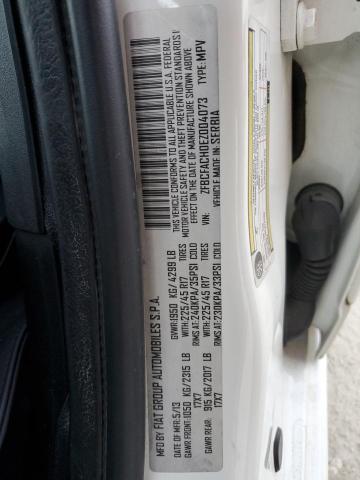 MFD BY FIAT GROUP AUTOMOBILES S.P.A.
DATE OF MFR:5/13 GVWR:1950 KG/ 4299 LB
GAWR FRONT:1050 KG/2315 LB WITH:225/45 R17 TIRES
17X7 RIMS AT: 240KPA/35PSI COLD
GAWR REAR: 915 KG/2017 LB WITH:225/45 R17 TIRES
17X7 RIMS AT:230KPA/33PSI COLD
THIS VEHICLE CONFORMS TO ALL APPLICABLE U.S.A. FEDERAL
MOTOR VEHICLE SAFETY AND THEFT PREVENTION STANDARDS IN
EFFECT ON THE DATE OF MANUFACTURE SHOWN ABOVE
VIN: ZFBCFACH0EZ004073 TYPE: MPV
VEHICLE MADE IN: SERBIA